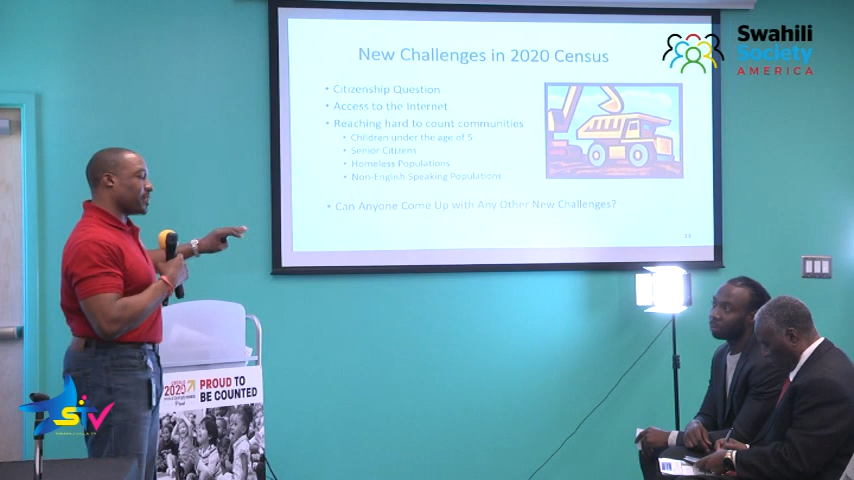 New Challenges in 2020 Census
• Citizenship Question
• Access to the Internet
• Reaching hard to count communities
• Children under the age of 5
• Senior Citizens
• Homeless Populations
• Non-English Speaking Populations
• Can Anyone Come Up with Any Other New Challenges?
Swahili
Society
AMERICA
2020
PROUD TO
BE COUNTED
STV